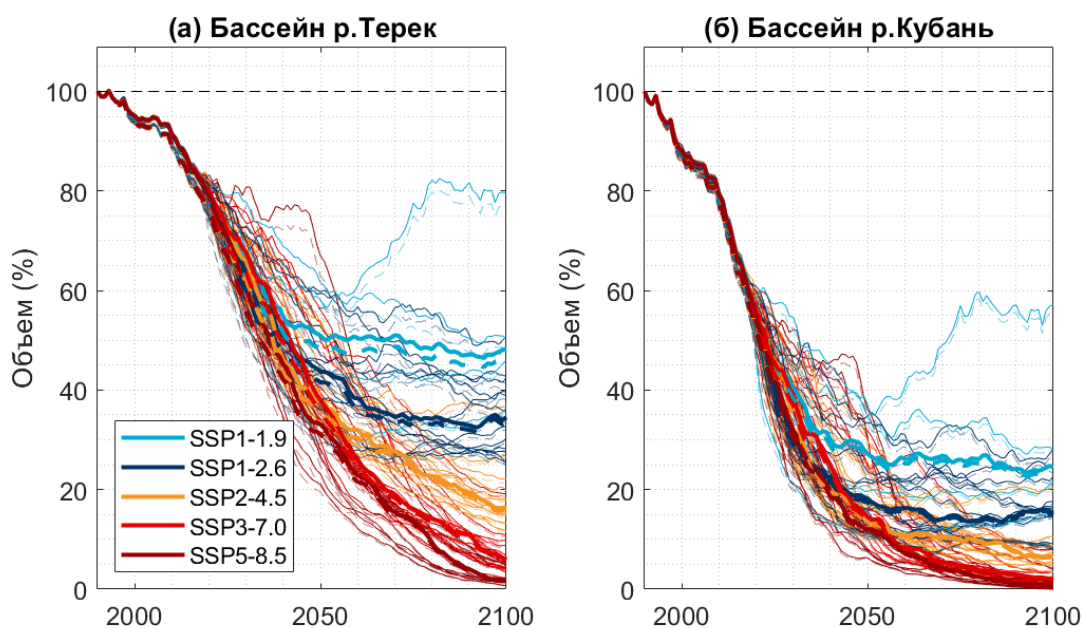 (а) Бассейн р.Терек
Объем (%)
100
80
60
40
20
0
2000
2050
2100
SSP1-1.9
SSP1-2.6
SSP2-4.5
SSP3-7.0
SSP5-8.5
(б) Бассейн р.Кубань
Объем (%)
100
80
60
40
20
0
2000
2050
2100